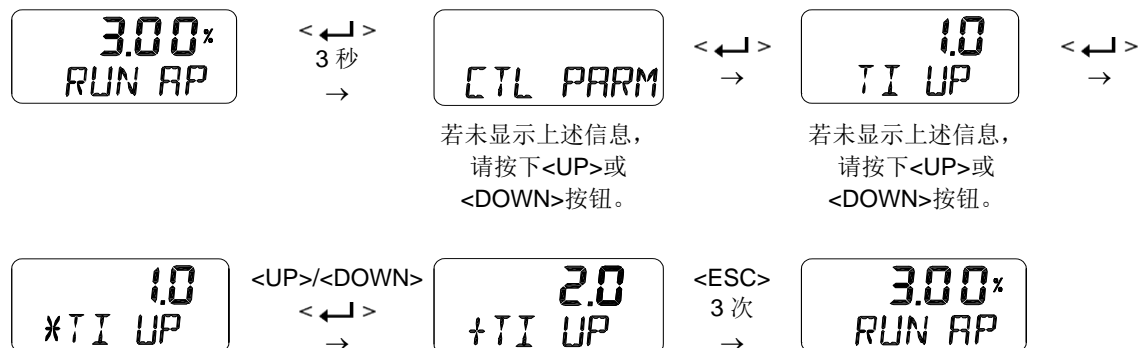 3.00%
RUN AP
< ↵ >
3 秒
→
CTL PARM
若未显示上述信息，
请按下<UP>或
<DOWN>按钮。
< ↵ >
→
1.0
TI UP
若未显示上述信息，
请按下<UP>或
<DOWN>按钮。
< ↵ >
→
1.0
*TI UP
<UP>/<DOWN>
< ↵ >
→
2.0
+TI UP
<ESC>
3 次
→
3.00%
RUN AP